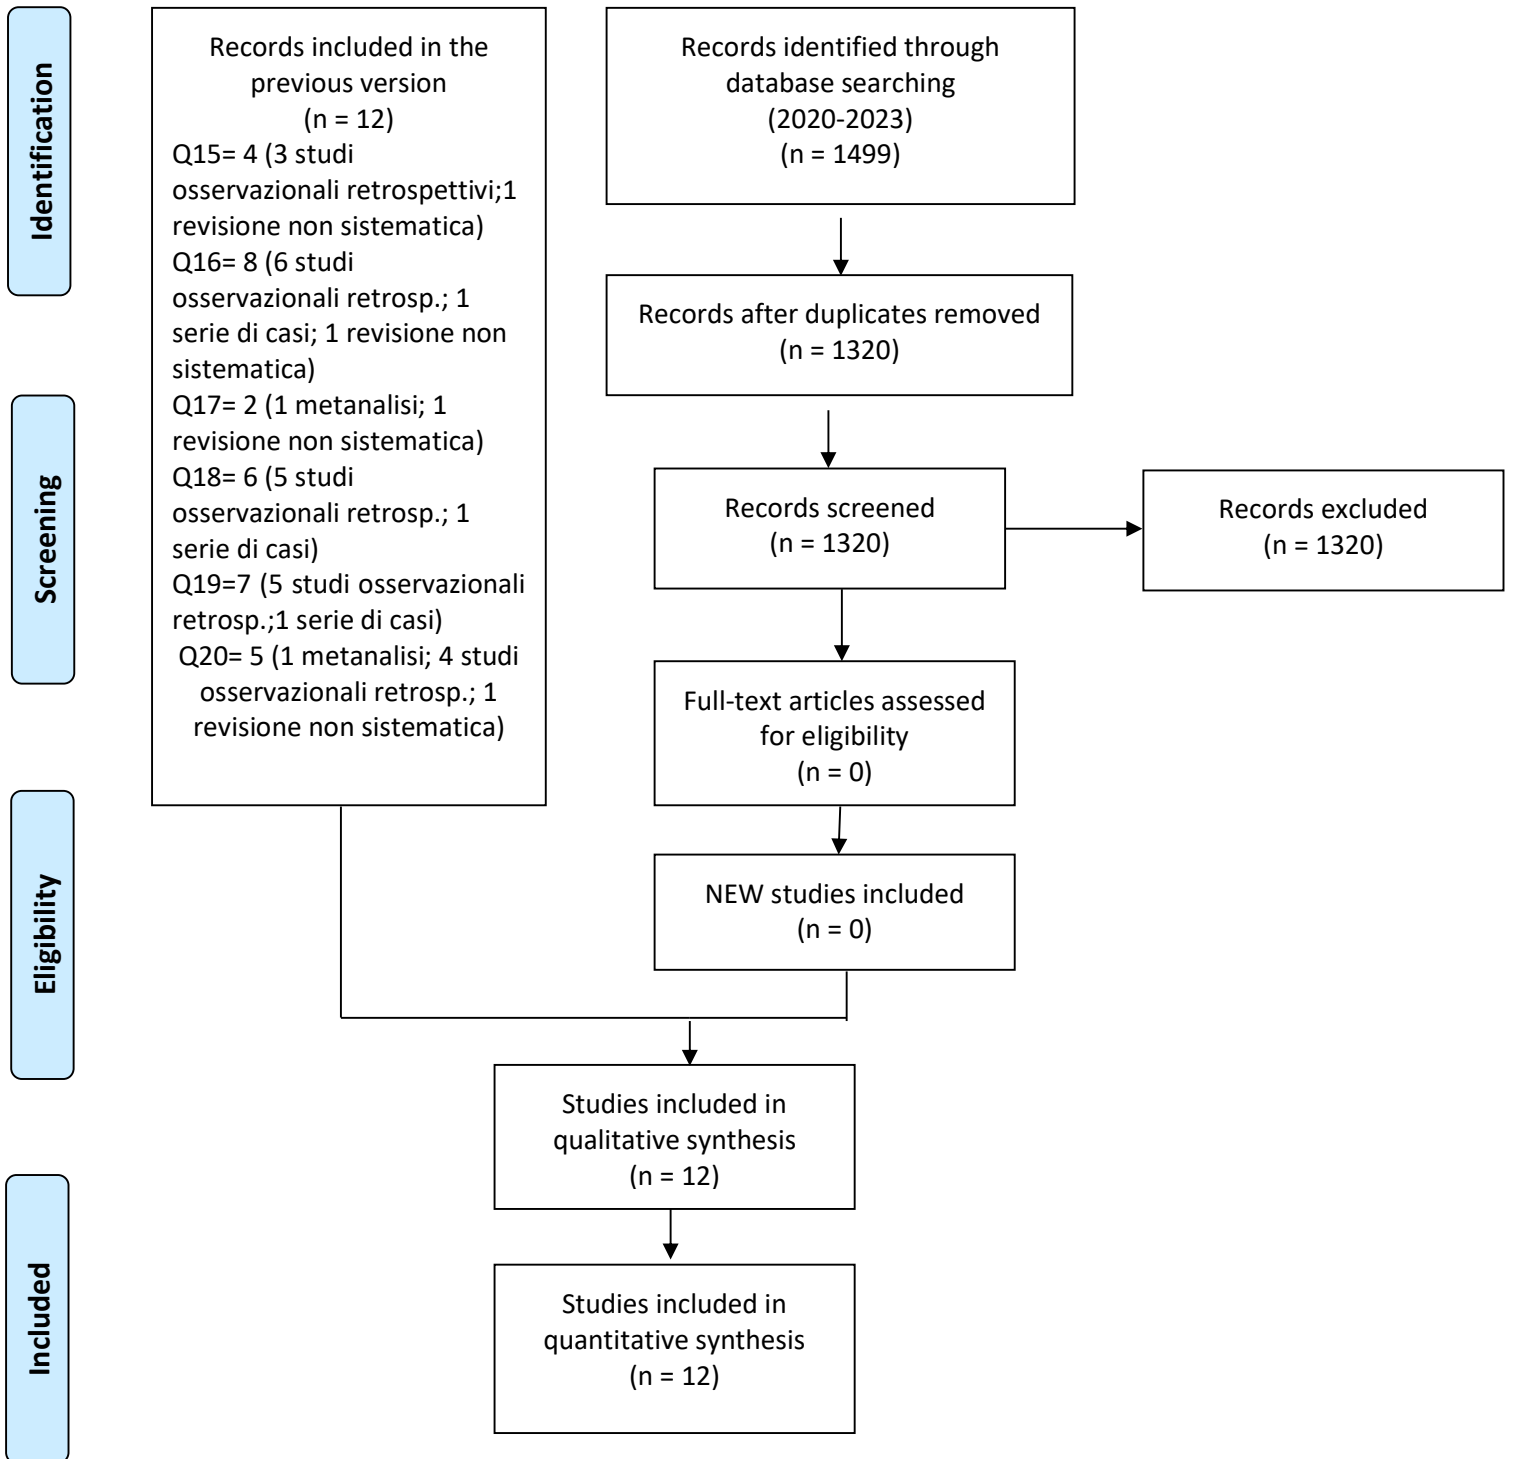 Identification
Records included in the
previous version
(n = 12)
Q15= 4 (3 studi
osservazionali retrospettivi;1
revisione non sistematica)
Q16= 8 (6 studi
osservazionali retrosp.; 1
serie di casi; 1 revisione non
sistematica)
Q17= 2 (1 metanalisi; 1
revisione non sistematica)
Q18= 6 (5 studi
osservazionali retrosp.; 1
serie di casi)
Q19=7 (5 studi osservazionali
retrosp.;1 serie di casi)
Q20= 5 (1 metanalisi; 4 studi
osservazionali retrosp.; 1
revisione non sistematica)
Records identified through
database searching
(2020-2023)
(n = 1499)
Records after duplicates removed
(n = 1320)
Screening
Records screened
(n = 1320)
Records excluded
(n = 1320)
Full-text articles assessed
for eligibility
(n = 0)
Eligibility
NEW studies included
(n = 0)
Studies included in
qualitative synthesis
(n = 12)
Included
Studies included in
quantitative synthesis
(n = 12)